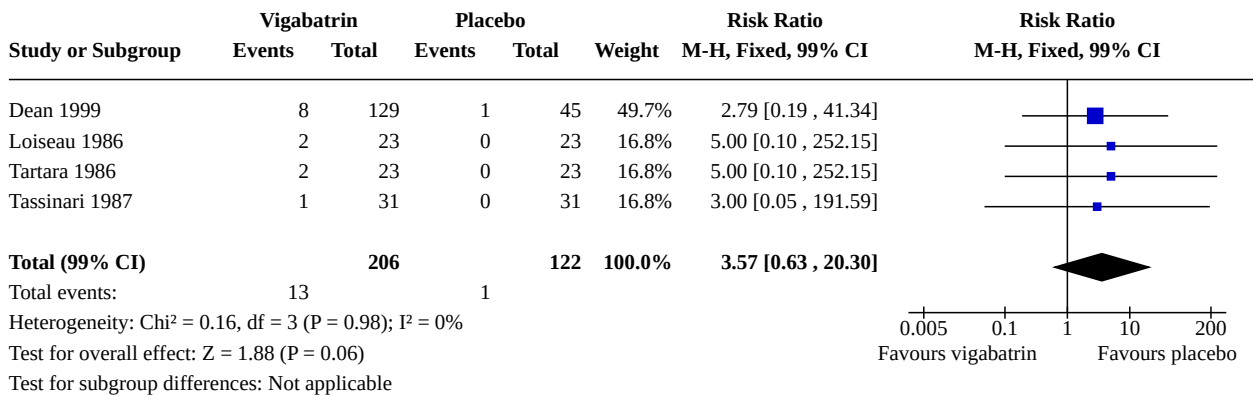 Vigabatrin Placebo Risk Ratio Risk Ratio
Study or Subgroup Events Total Events Total Weight M-H, Fixed, 99% CI M-H, Fixed, 99% CI
Dean 1999 8 129 1 45 49.7% 2.79 [0.19 , 41.34]
Loiseau 1986 2 23 0 23 16.8% 5.00 [0.10 , 252.15]
Tartara 1986 2 23 0 23 16.8% 5.00 [0.10 , 252.15]
Tassinari 1987 1 31 0 31 16.8% 3.00 [0.05 , 191.59]
Total (99% CI) 206 122 100.0% 3.57 [0.63 , 20.30]
Total events: 13 1
Heterogeneity: Chi² = 0.16, df = 3 (P = 0.98); I² = 0%
0.005 0.1 1 10 200
Test for overall effect: Z = 1.88 (P = 0.06)
Favours vigabatrin Favours placebo
Test for subgroup differences: Not applicable